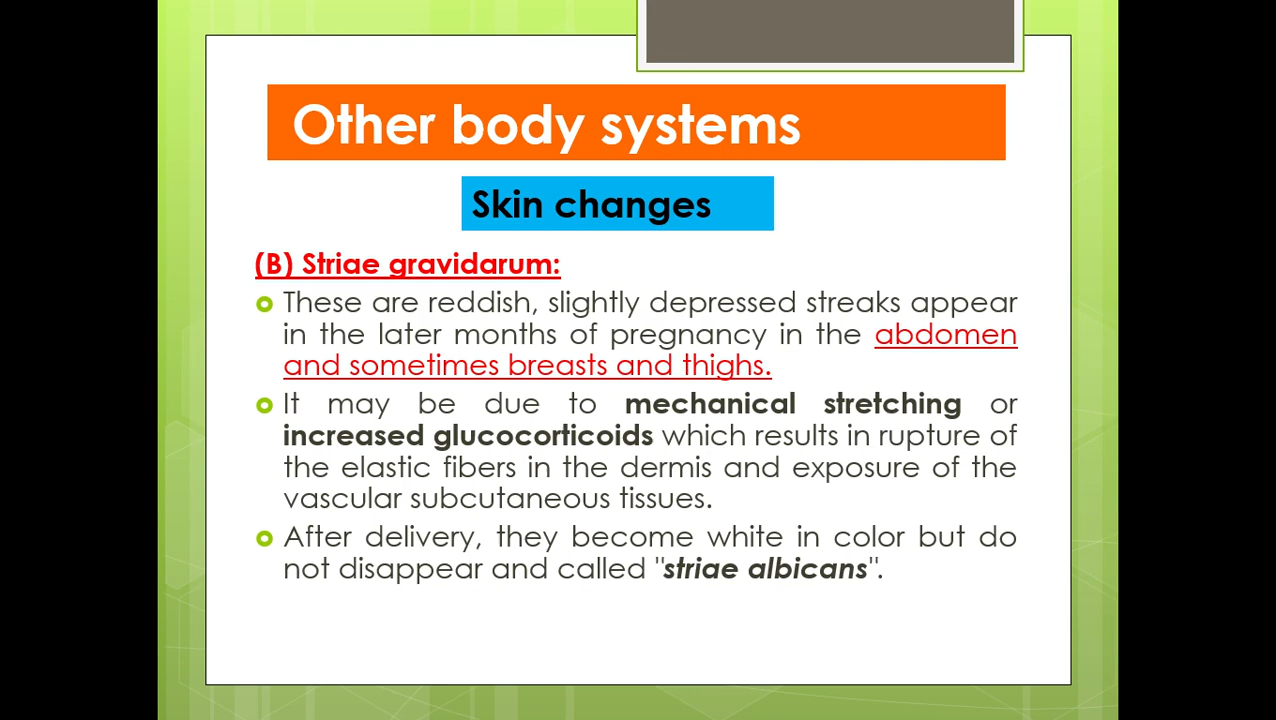 Other body systems
Skin changes
(B) Striae gravidarum:
These are reddish, slightly depressed streaks appear
in the later months of pregnancy in the abdomen
and sometimes breasts and thighs.
It may be due to mechanical stretching or
increased glucocorticoids which results in rupture of
the elastic fibers in the dermis and exposure of the
vascular subcutaneous tissues.
After delivery, they become white in color but do
not disappear and called "striae albicans".